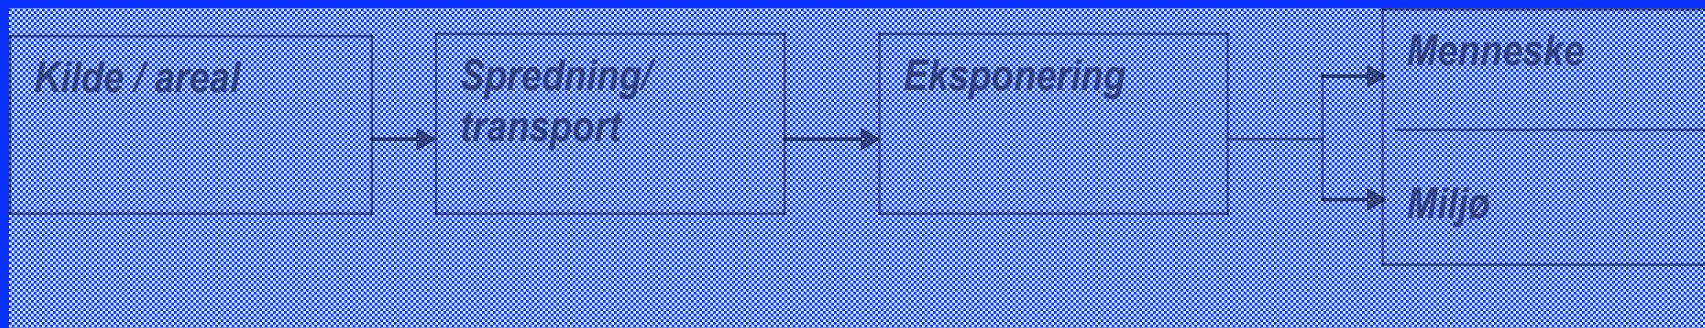 Kilde / areal
Spredning/
transport
Eksponering
Menneske
Miljø